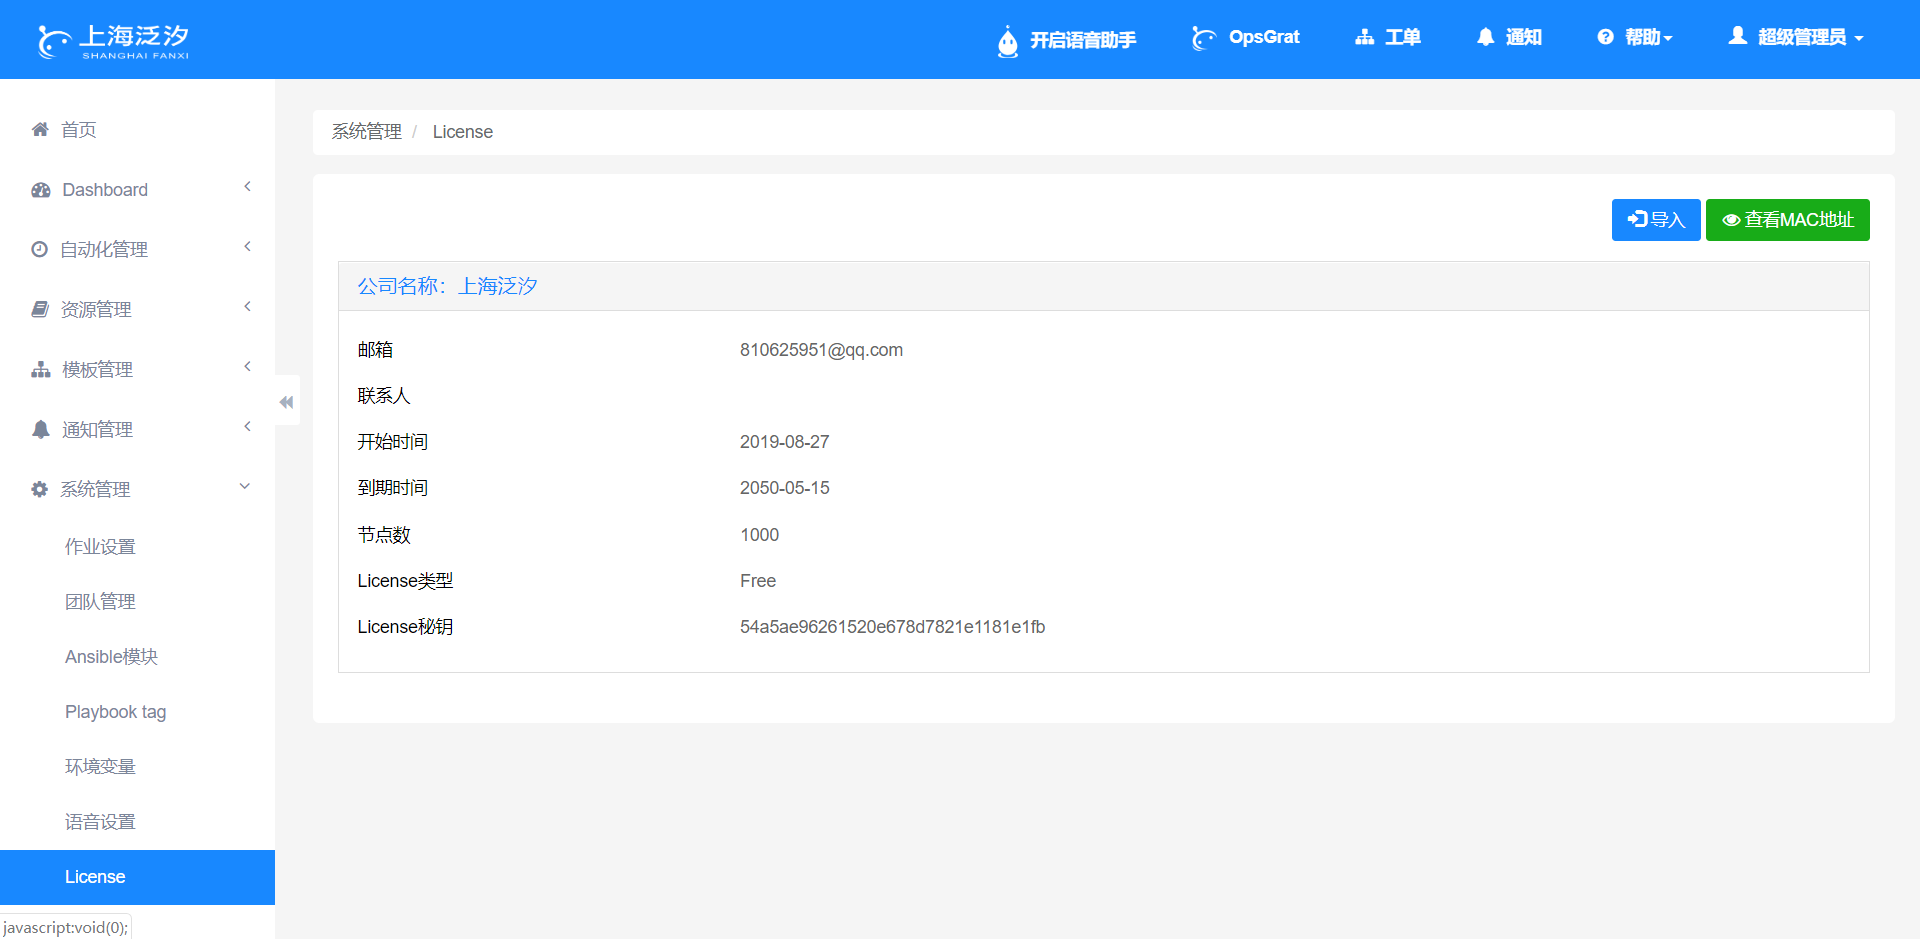 上海泛汐
SHANGHAI FANXI
开启语音助手
OpsGrat
工单
通知
帮助
超级管理员
首页
Dashboard
自动化管理
资源管理
模板管理
通知管理
系统管理
作业设置
团队管理
Ansible模块
Playbook tag
环境变量
语音设置
License
javascript:void(0);
系统管理 / License
导入
查看MAC地址
公司名称：上海泛汐
邮箱 810625951@qq.com
联系人
开始时间 2019-08-27
到期时间 2050-05-15
节点数 1000
License类型 Free
License秘钥 54a5ae96261520e678d7821e1181e1fb